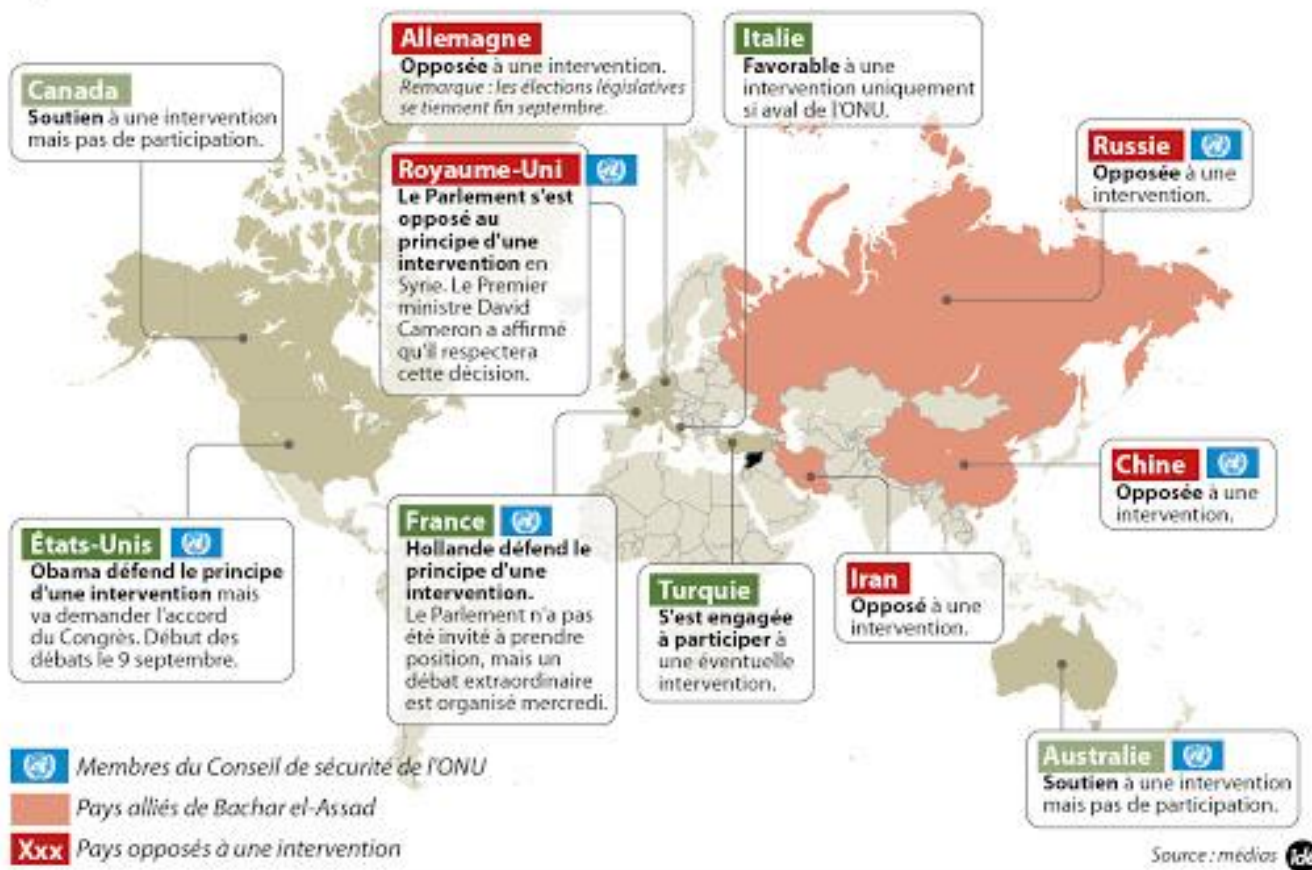 Allemagne
Opposée à une intervention.
Remarque : les élections législatives
se tiennent fin septembre.
Italie
Favorable à une
intervention uniquement
si aval de l'ONU.
Canada
Soutien à une intervention
mais pas de participation.
Royaume-Uni
Le Parlement s'est
opposé au
principe d'une
intervention en
Syrie. Le Premier
ministre David
Cameron a affirmé
qu'il respectera
cette décision.
Russie
Opposée à une
intervention.
Chine
Opposée à une
intervention.
États-Unis
Obama défend le principe
d'une intervention mais
va demander l'accord
du Congrès. Début des
débats le 9 septembre.
France
Hollande défend le
principe d'une
intervention.
Le Parlement n'a pas
été invité à prendre
position, mais un
débat extraordinaire
est organisé mercredi.
Turquie
S'est engagée
à participer à
une éventuelle
intervention.
Iran
Opposé à une
intervention.
Australie
Soutien à une intervention
mais pas de participation.
Membres du Conseil de sécurité de l'ONU
Pays alliés de Bachar el-Assad
Xxx Pays opposés à une intervention
Source : médias